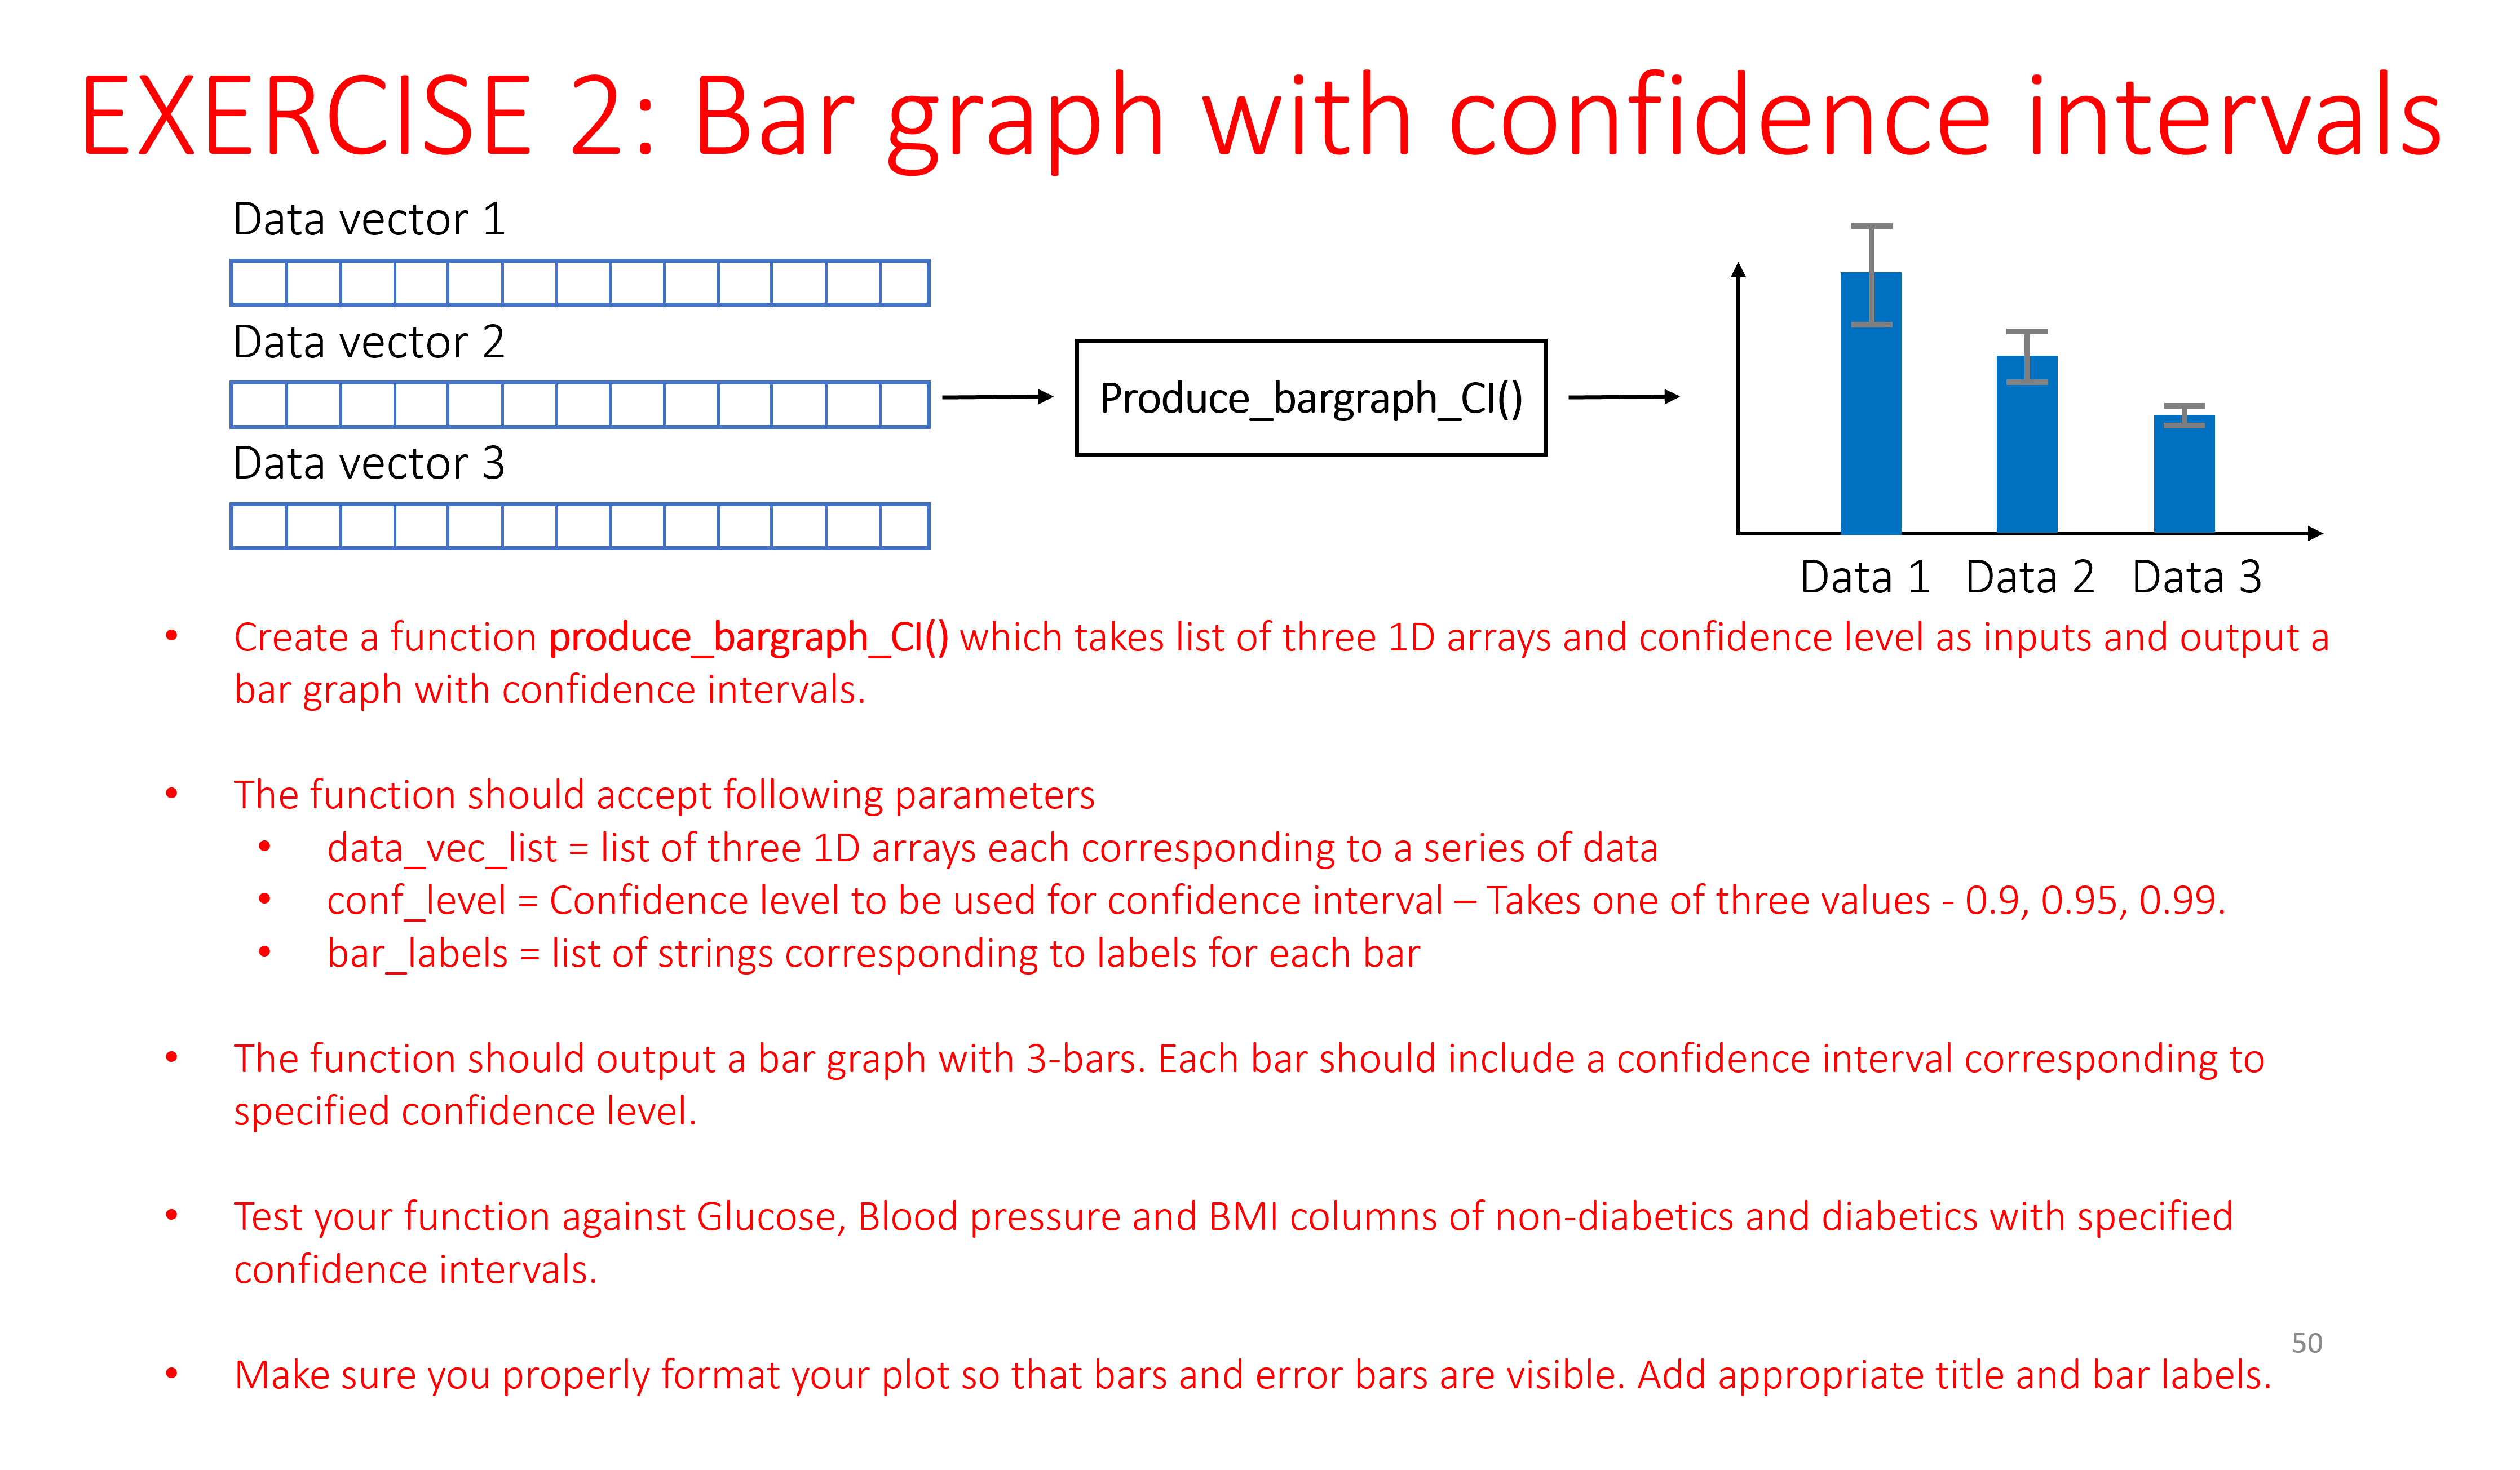 EXERCISE 2: Bar graph with confidence intervals
Data vector 1
Data vector 2
Data vector 3
Produce_bargraph_CI()
Data 1 Data 2 Data 3
• Create a function produce_bargraph_CI() which takes list of three 1D arrays and confidence level as inputs and output a
bar graph with confidence intervals.
• The function should accept following parameters
• data_vec_list = list of three 1D arrays each corresponding to a series of data
• conf_level = Confidence level to be used for confidence interval – Takes one of three values - 0.9, 0.95, 0.99.
• bar_labels = list of strings corresponding to labels for each bar
• The function should output a bar graph with 3-bars. Each bar should include a confidence interval corresponding to
specified confidence level.
• Test your function against Glucose, Blood pressure and BMI columns of non-diabetics and diabetics with specified
confidence intervals.
• Make sure you properly format your plot so that bars and error bars are visible. Add appropriate title and bar labels.
50